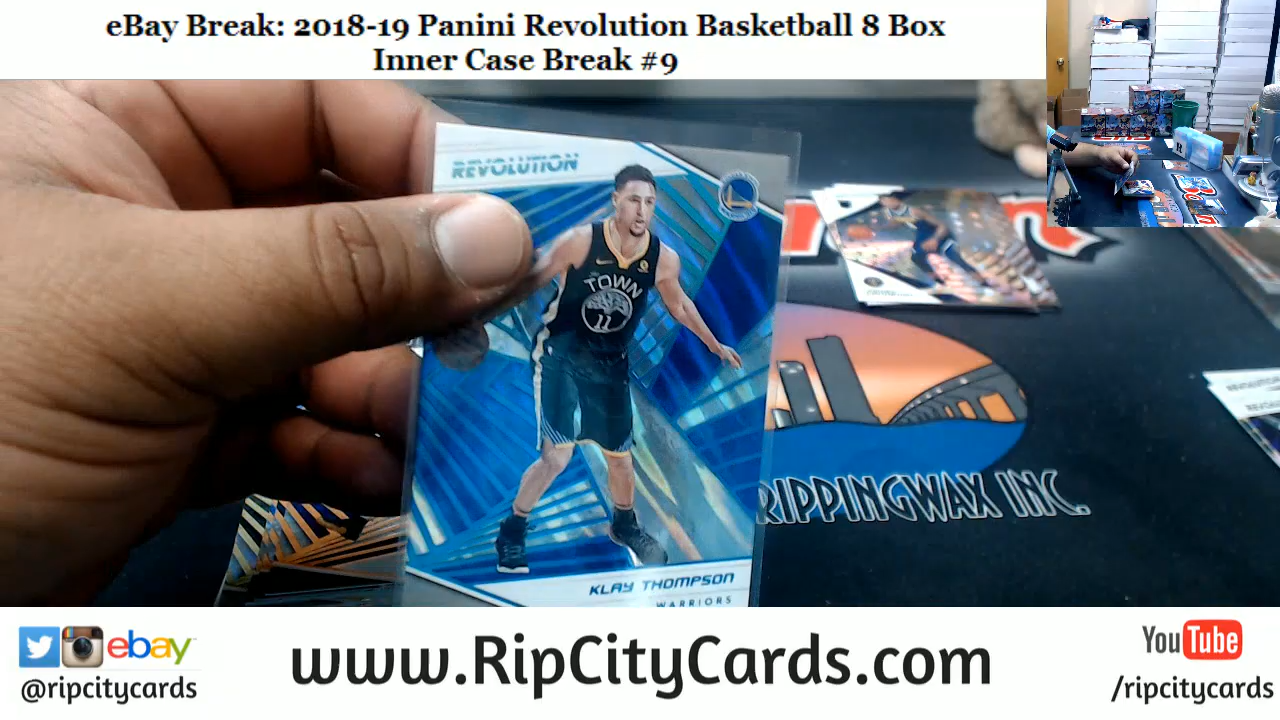 eBay Break: 2018-19 Panini Revolution Basketball 8 Box
Inner Case Break #9
REVOLUTION
TOWN
11
KLAY THOMPSON
WARRIORS
RIPPINGWAX INC.
REVOLUTION
ebay
@ripcitycards
www.RipCityCards.com
YouTube
/ripcitycards